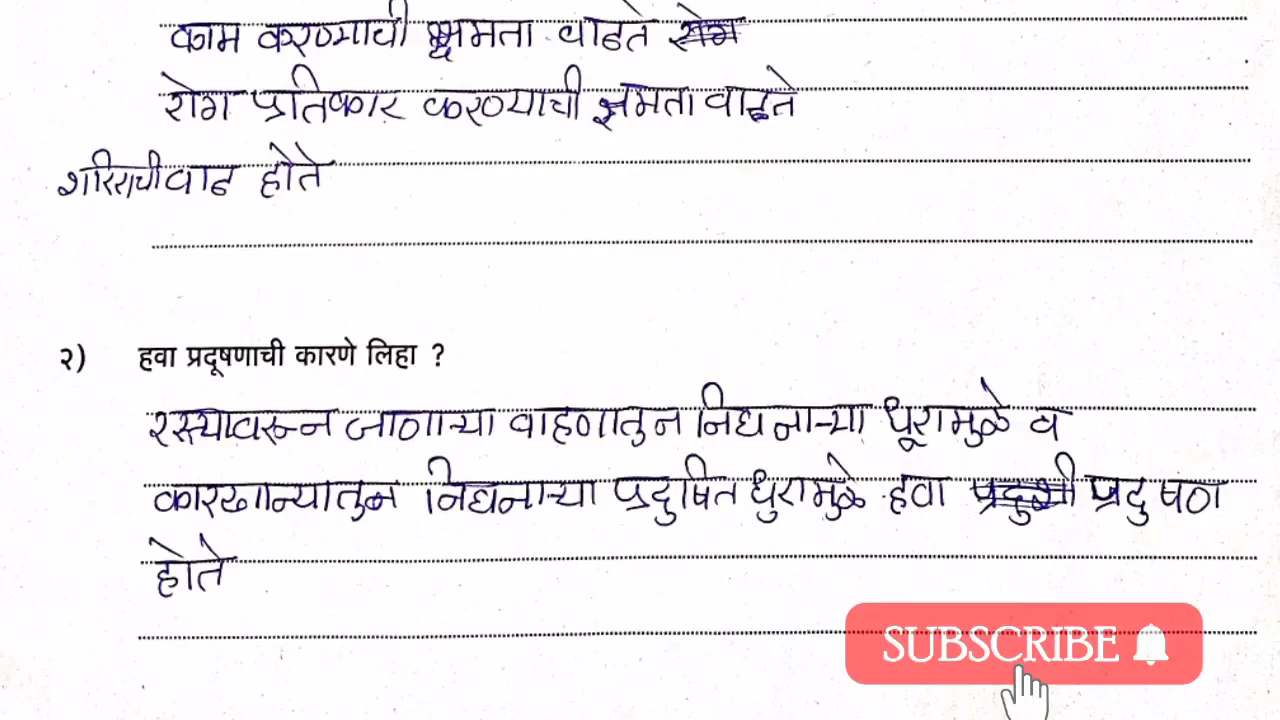 काम करण्याची क्षमता वाढते रोग
रोग प्रतिकार करण्याची क्षमता वाढते
शरिराची वाढ होते
२) हवा प्रदूषणाची कारणे लिहा ?
रस्त्यावरून्न जाणाऱ्या वाहणातुन निघनाऱ्या धूरामुळे व
कारखान्यातुन निघनाऱ्या प्रदुषित धुरामुळे हवा प्रदुशी प्रदुषण
होते
SUBSCRIBE